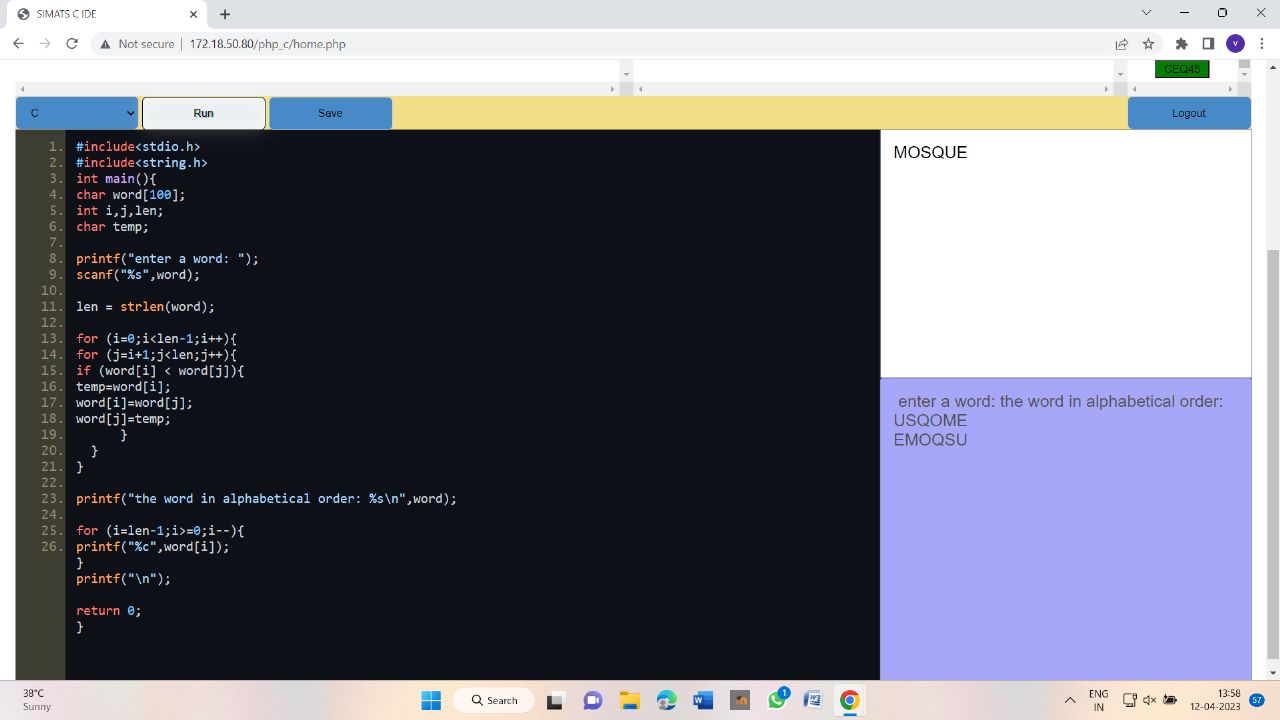 SIMATS C IDE
Not secure | 172.18.50.80/php_c/home.php
V
CEQ45
C
Run
Save
Logout
1. #include<stdio.h>
2. #include<string.h>
3. int main(){
4. char word[100];
5. int i,j,len;
6. char temp;
7.
8. printf("enter a word: ");
9. scanf("%s",word);
10.
11. len = strlen(word);
12.
13. for (i=0;i<len-1;i++){
14. for (j=i+1;j<len;j++){
15. if (word[i] < word[j]){
16. temp=word[i];
17. word[i]=word[j];
18. word[j]=temp;
19. }
20. }
21. }
22.
23. printf("the word in alphabetical order: %s\n",word);
24.
25. for (i=len-1;i>=0;i--){
26. printf("%c",word[i]);
}
printf("\n");
return 0;
}
MOSQUE
enter a word: the word in alphabetical order:
USQOME
EMOQSU
38°C
Sunny
Search
1
ENG
IN
13:58
12-04-2023
57